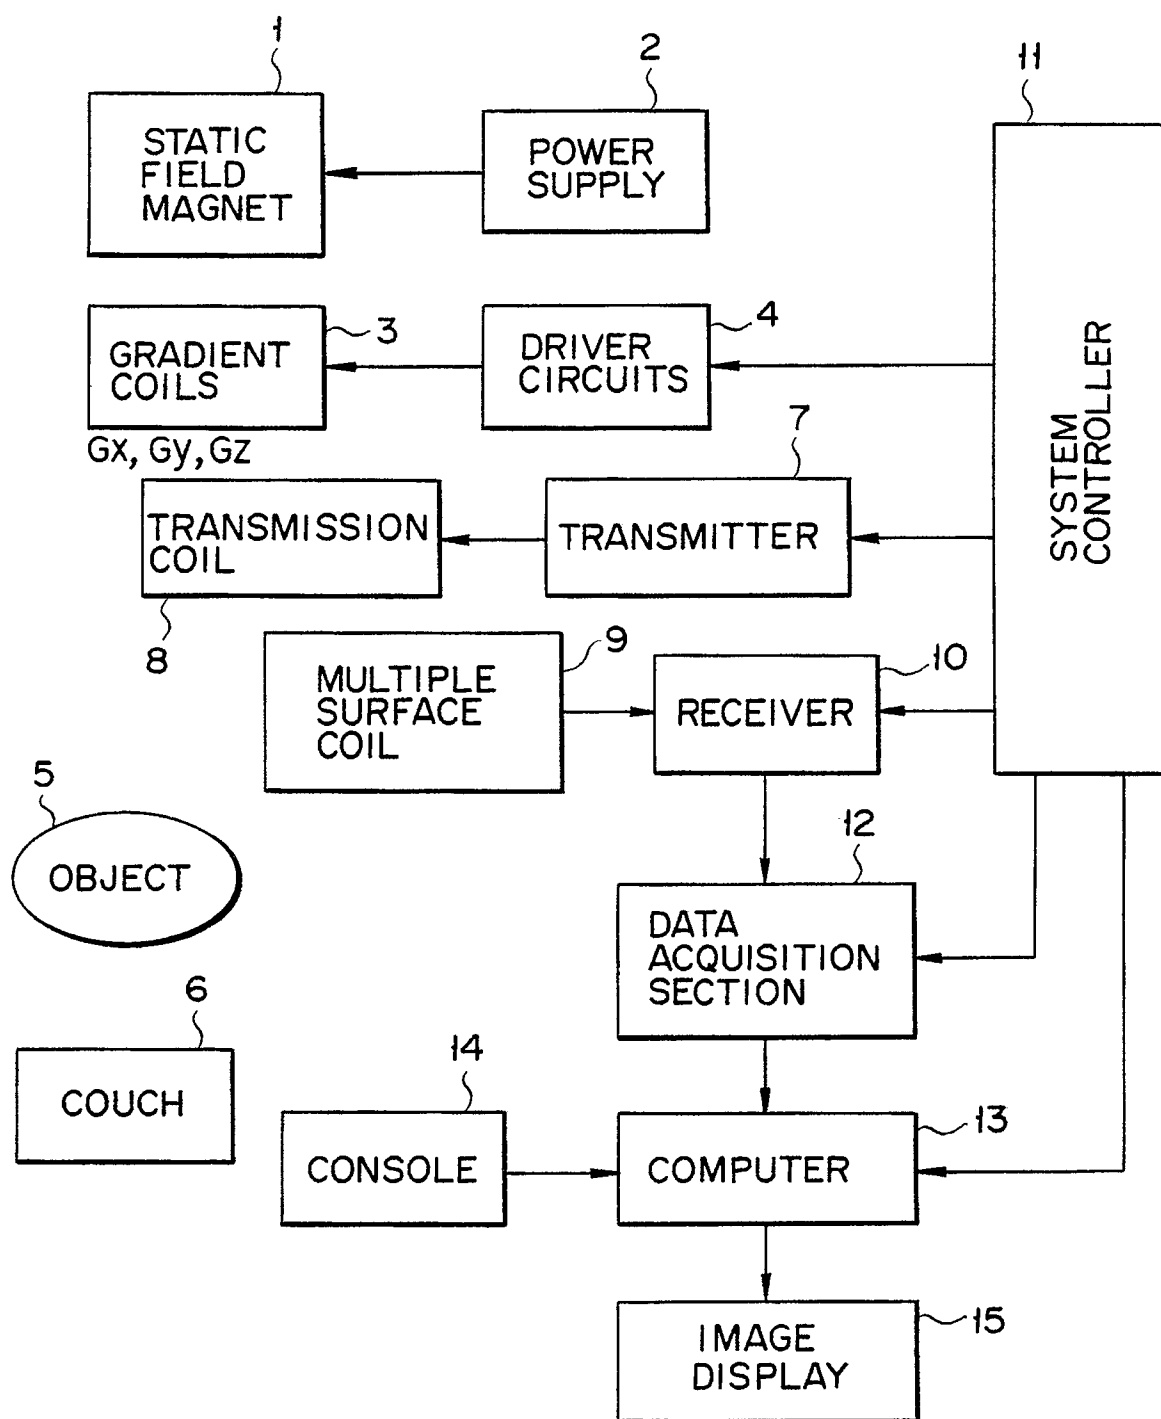 1
STATIC
FIELD
MAGNET
2
POWER
SUPPLY
11
SYSTEM
CONTROLLER
3
GRADIENT
COILS
Gx, Gy, Gz
4
DRIVER
CIRCUITS
7
TRANSMITTER
TRANSMISSION
COIL
8
9
MULTIPLE
SURFACE
COIL
10
RECEIVER
5
OBJECT
12
DATA
ACQUISITION
SECTION
6
COUCH
14
CONSOLE
13
COMPUTER
15
IMAGE
DISPLAY